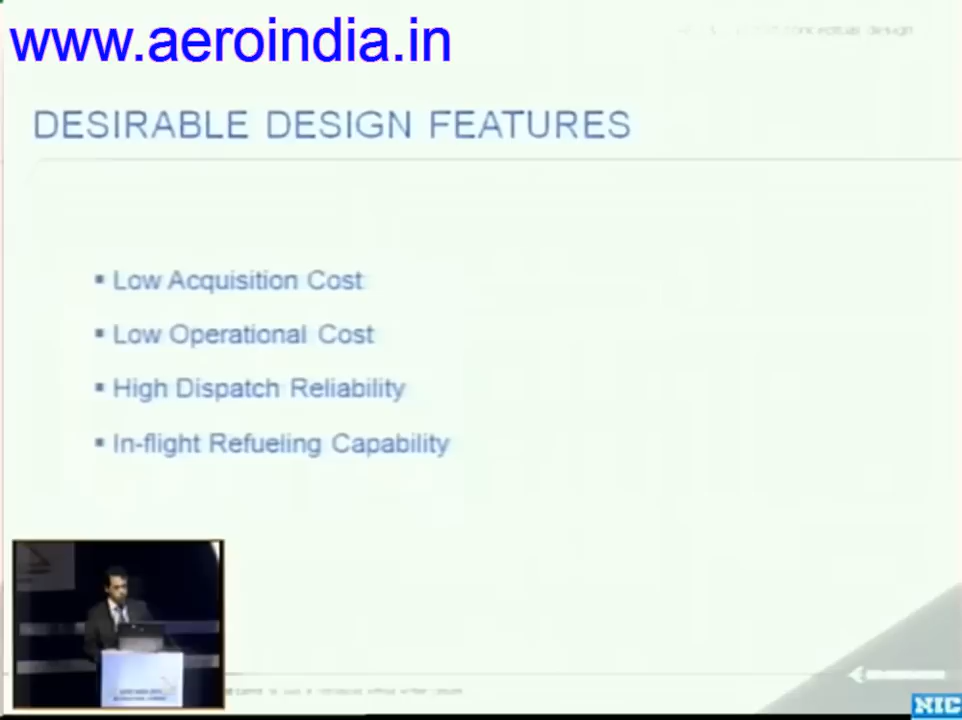 www.aeroindia.in
design
DESIRABLE DESIGN FEATURES
▪ Low Acquisition Cost
▪ Low Operational Cost
▪ High Dispatch Reliability
▪ In-flight Refueling Capability
NIC